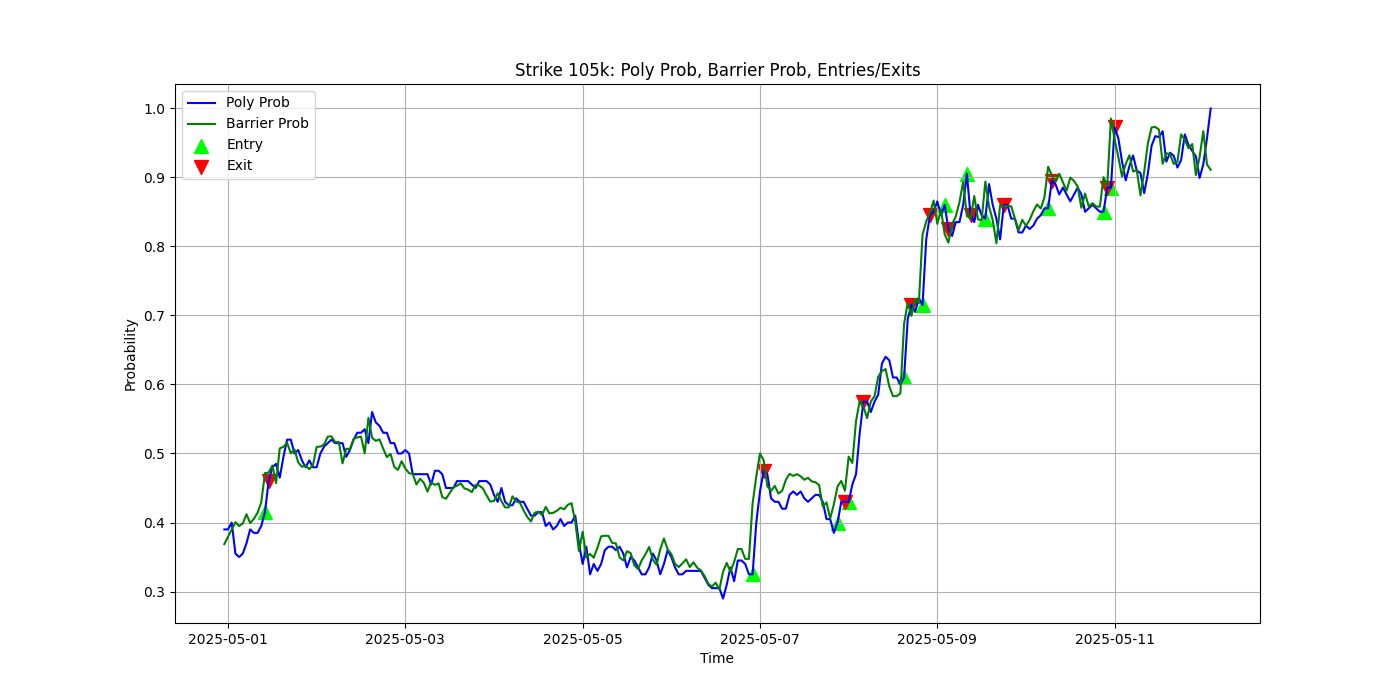 Strike 105k: Poly Prob, Barrier Prob, Entries/Exits
Poly Prob
Barrier Prob
Entry
Exit
Probability
1.0
0.9
0.8
0.7
0.6
0.5
0.4
0.3
2025-05-01
2025-05-03
2025-05-05
2025-05-07
2025-05-09
2025-05-11
Time